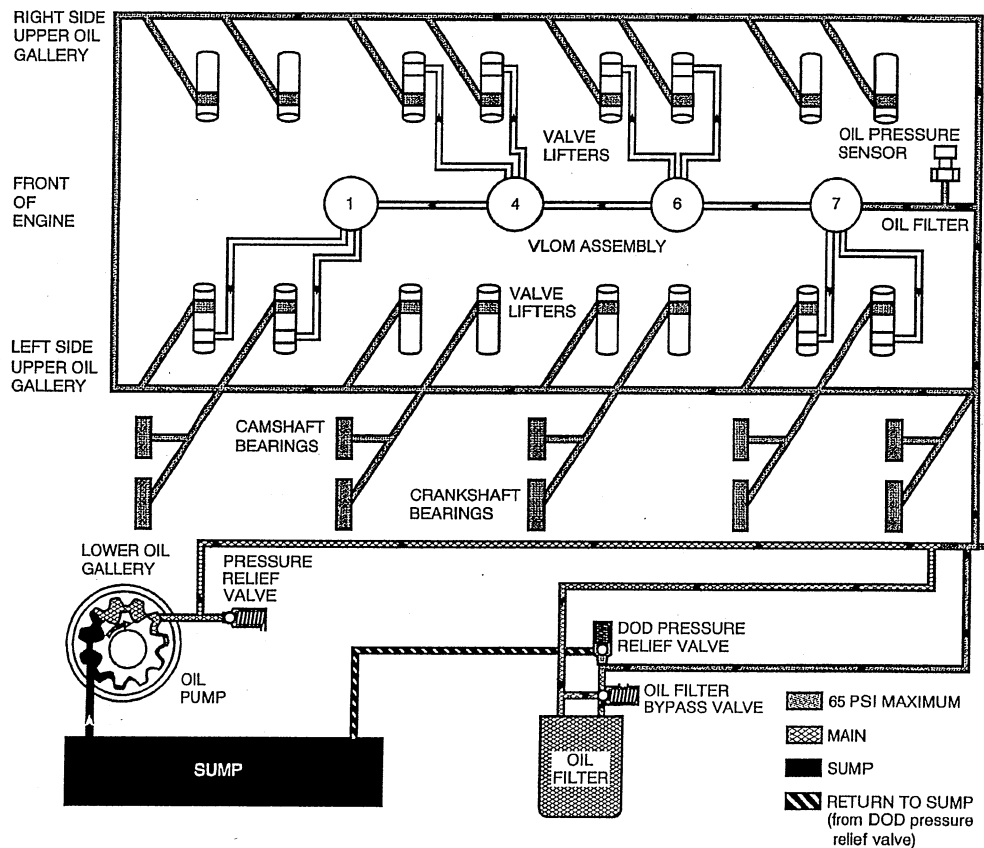 RIGHT SIDE
UPPER OIL
GALLERY
VALVE
LIFTERS
OIL PRESSURE
SENSOR
FRONT
OF
ENGINE
1
4
6
7
OIL FILTER
VLOM ASSEMBLY
VALVE
LIFTERS
LEFT SIDE
UPPER OIL
GALLERY
CAMSHAFT
BEARINGS
CRANKSHAFT
BEARINGS
LOWER OIL
GALLERY
PRESSURE
RELIEF
VALVE
OIL
PUMP
DOD PRESSURE
RELIEF VALVE
OIL FILTER
BYPASS VALVE
OIL
FILTER
SUMP
65 PSI MAXIMUM
MAIN
SUMP
RETURN TO SUMP
(from DOD pressure
relief valve)